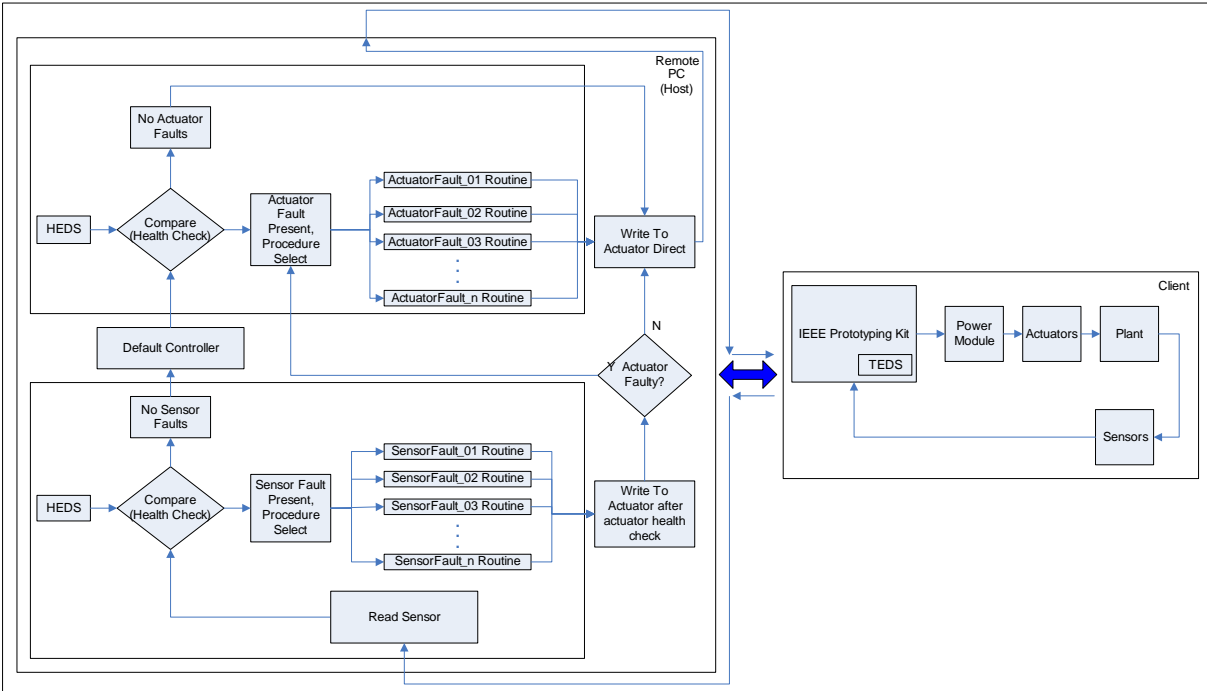 Remote
PC
(Host)
No Actuator
Faults
HEDS
Compare
(Health Check)
Actuator
Fault
Present,
Procedure
Select
ActuatorFault_01 Routine
ActuatorFault_02 Routine
ActuatorFault_03 Routine
.
.
.
ActuatorFault_n Routine
Write To
Actuator Direct
Default Controller
N
Y
Actuator
Faulty?
No Sensor
Faults
HEDS
Compare
(Health Check)
Sensor Fault
Present,
Procedure
Select
SensorFault_01 Routine
SensorFault_02 Routine
SensorFault_03 Routine
.
.
.
SensorFault_n Routine
Write To
Actuator after
actuator health
check
Read Sensor
Client
IEEE Prototyping Kit
TEDS
Power
Module
Actuators
Plant
Sensors